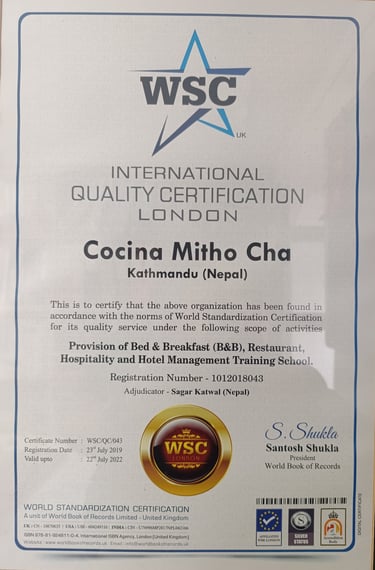 WSC
UK
INTERNATIONAL
QUALITY CERTIFICATION
LONDON
Cocina Mitho Cha
Kathmandu (Nepal)
This is to certify that the above organization has been found in
accordance with the norms of World Standardization Certification
for its quality service under the following scope of activities
Provision of Bed & Breakfast (B&B), Restaurant,
Hospitality and Hotel Management Training School.
Registration Number - 1012018043
Adjudicator - Sagar Katwal (Nepal)
Certificate Number : WSC/QC/043
Registration Date : 23rd July 2019
Valid upto : 22nd July 2022
WSC
LONDON
S. Shukla
Santosh Shukla
President
World Book of Records
WORLD STANDARDIZATION CERTIFICATION
A unit of World Book of Records Limited - United Kingdom
SILVER
STATUS
DIGITAL CERTIFICATE